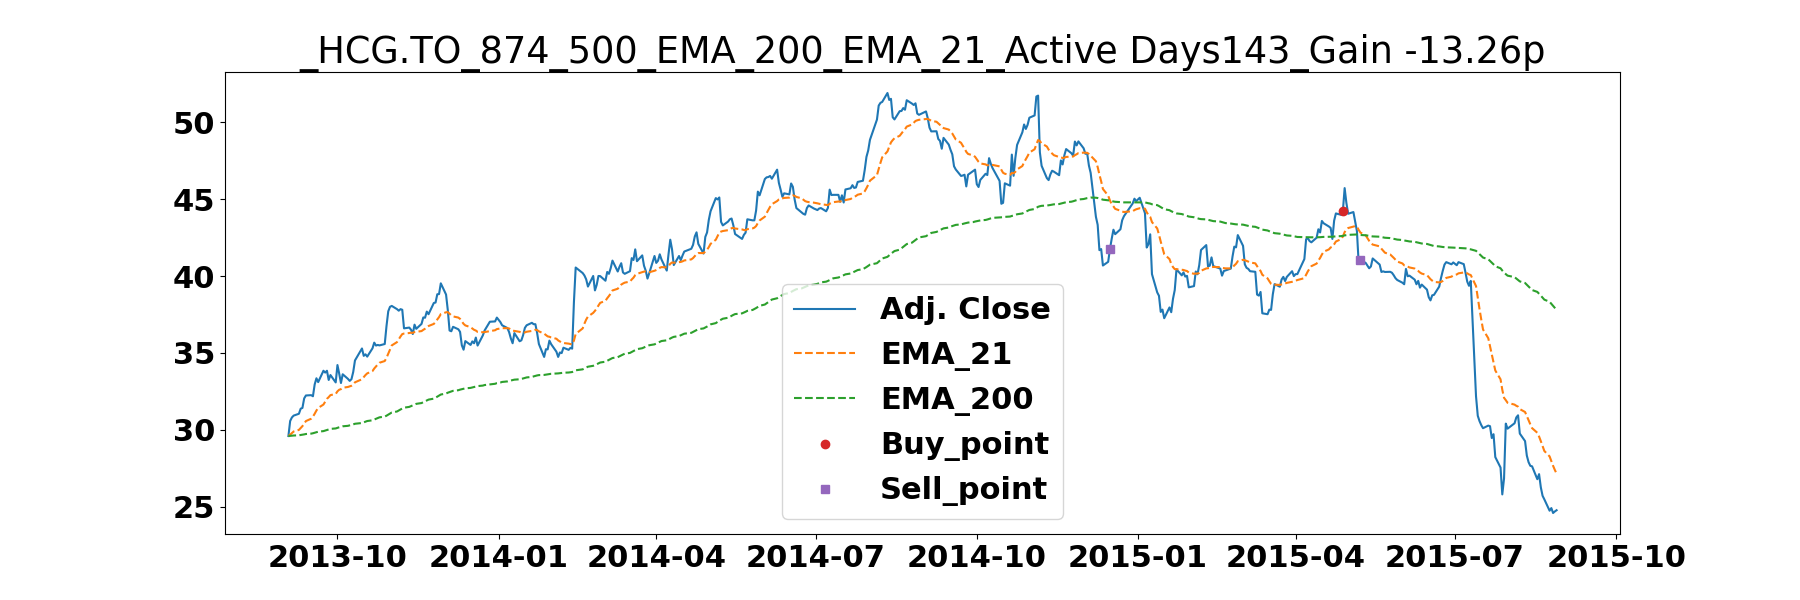 _HCG.TO_874_500_EMA_200_EMA_21_Active Days143_Gain -13.26p
50
45
40
35
30
25
Adj. Close
EMA_21
EMA_200
Buy_point
Sell_point
2013-10 2014-01 2014-04 2014-07 2014-10 2015-01 2015-04 2015-07 2015-10